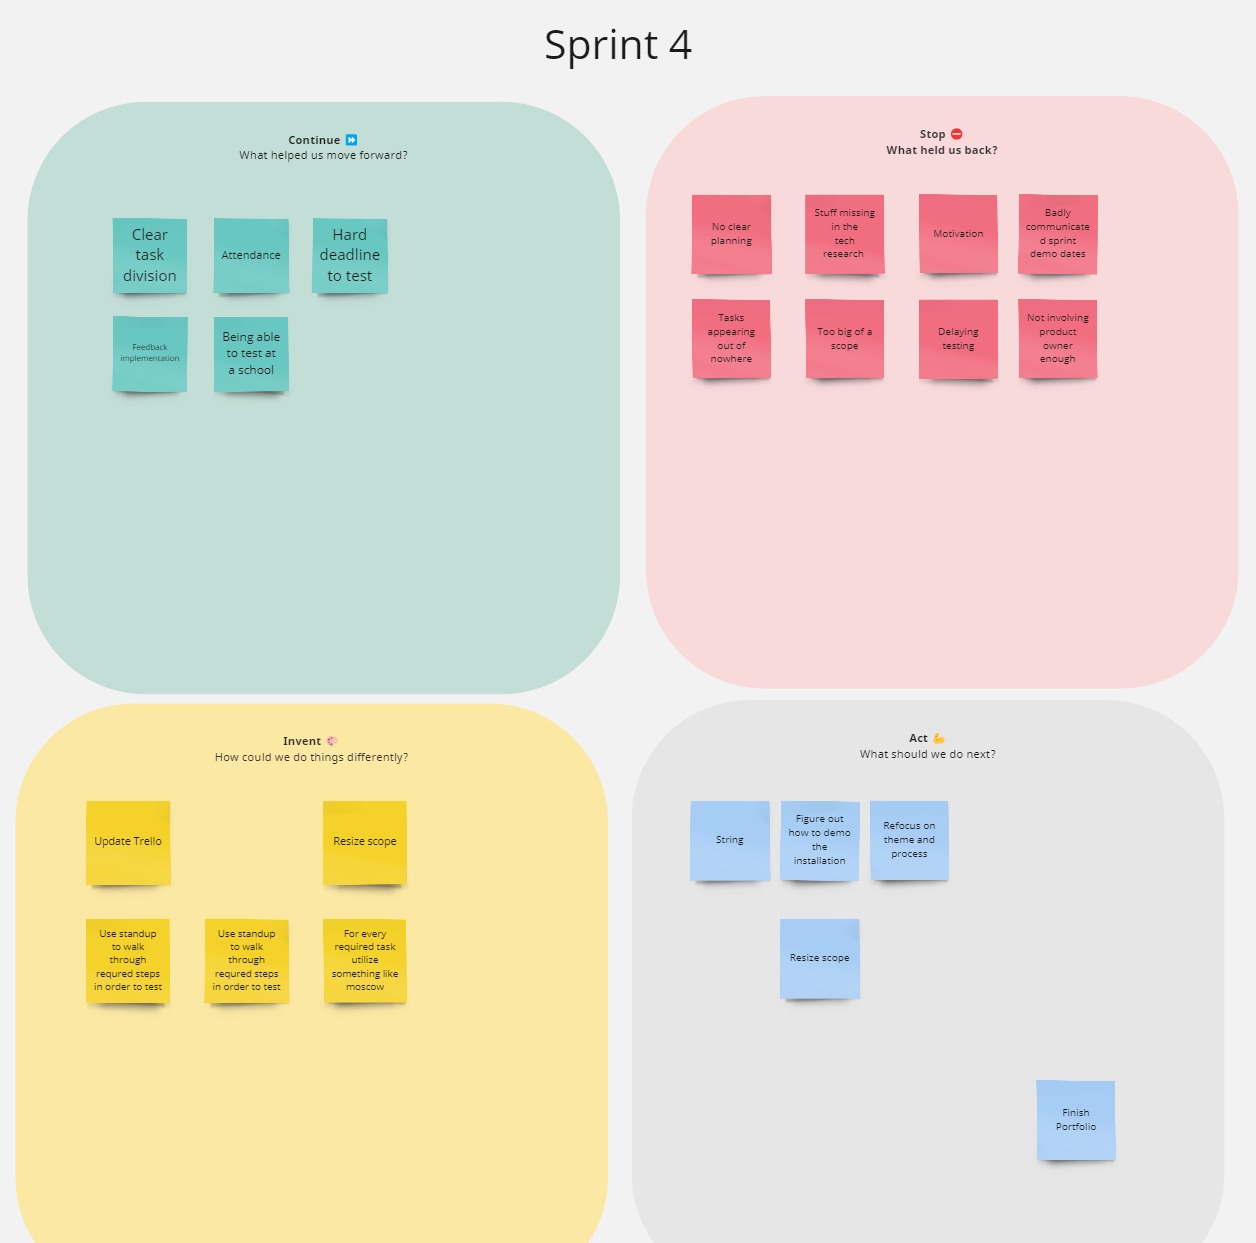 Sprint 4
Continue ⏩
What helped us move forward?
Clear
task
division
Attendance
Hard
deadline
to test
Feedback
implementation
Being able
to test at
a school
Stop ⛔
What held us back?
No clear
planning
Stuff missing
in the
tech
research
Motivation
Badly
communicate
d sprint
demo dates
Tasks
appearing
out of
nowhere
Too big of a
scope
Delaying
testing
Not involving
product
owner
enough
Invent
How could we do things differently?
Update Trello
Resize scope
Use standup
to walk
through
requred steps
in order to test
Use standup
to walk
through
requred steps
in order to test
For every
required task
utilize
something like
moscow
Act 💪
What should we do next?
String
Figure out
how to demo
the
installation
Refocus on
theme and
process
Resize scope
Finish
Portfolio